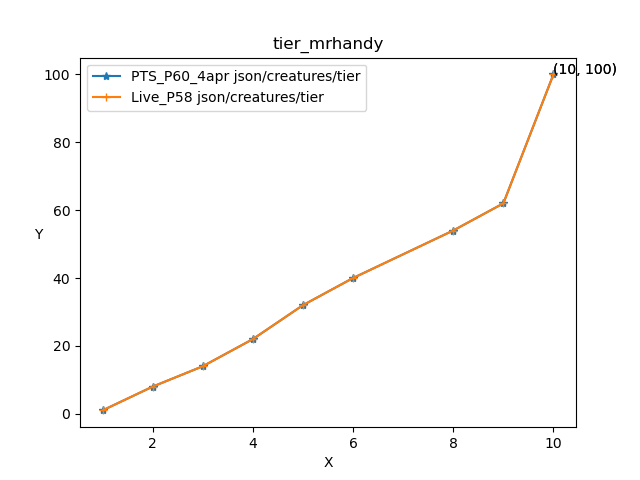 tier_mrhandy
PTS_P60_4apr json/creatures/tier
Live_P58 json/creatures/tier
(10, 100)
100
80
60
40
20
0
Y
2
4
6
8
10
X